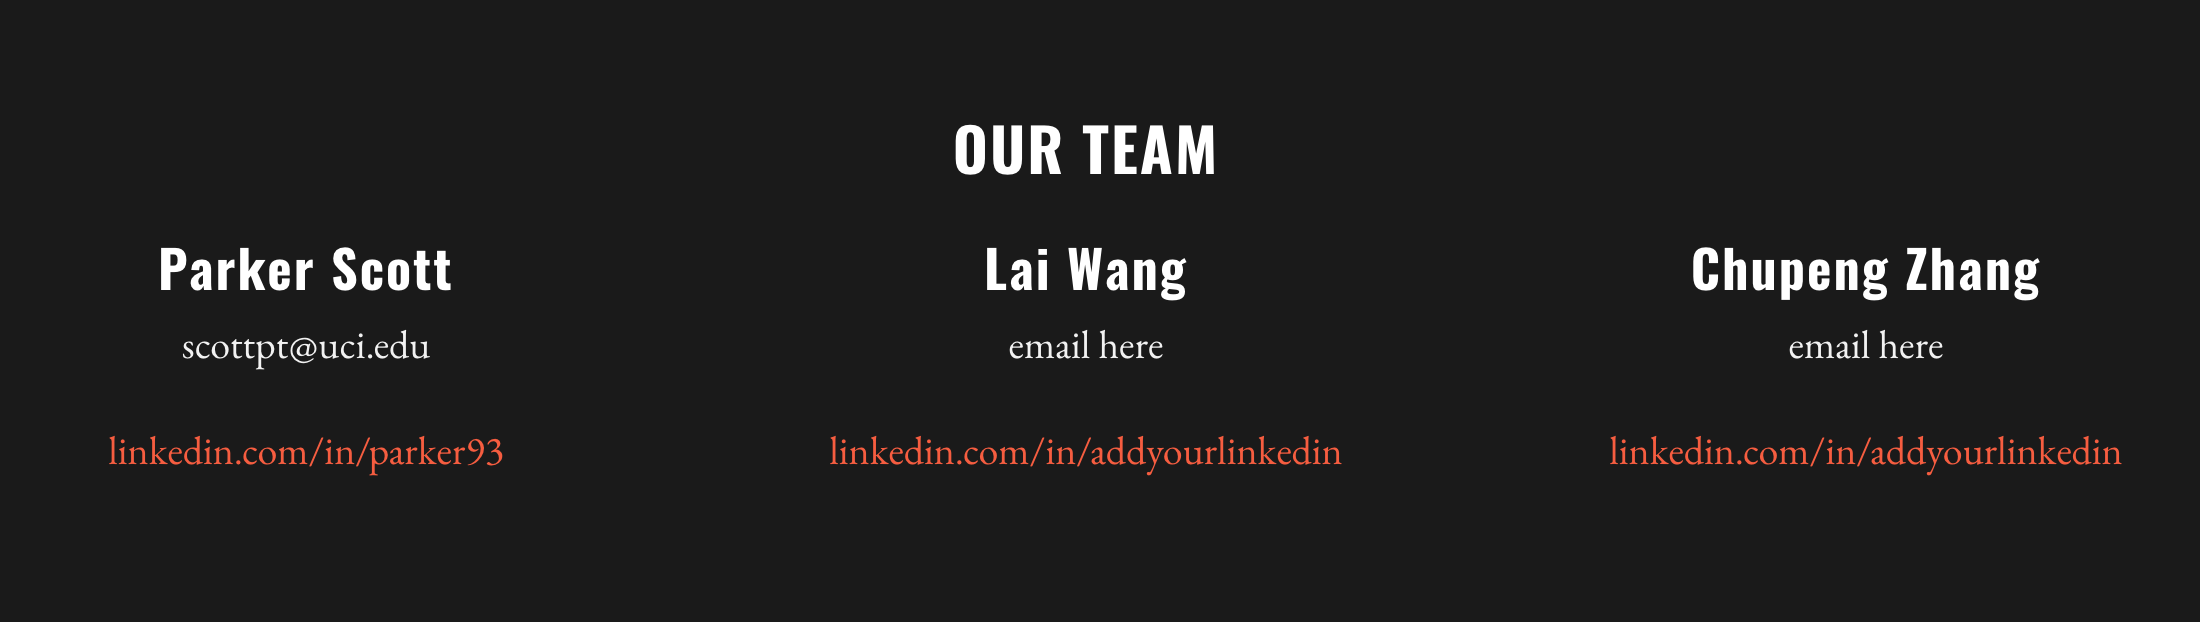 OUR TEAM
Parker Scott
scottpt@uci.edu
linkedin.com/in/parker93
Lai Wang
email here
linkedin.com/in/addyourlinkedin
Chupeng Zhang
email here
linkedin.com/in/addyourlinkedin